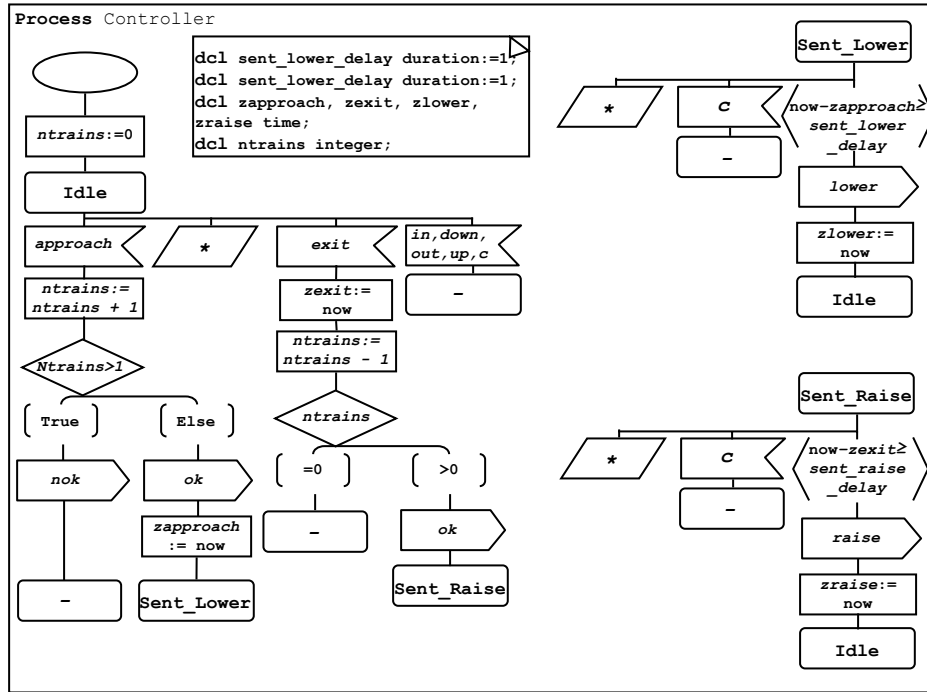 Process Controller
dcl sent_lower_delay duration:=1;
dcl sent_lower_delay duration:=1;
dcl zapproach, zexit, zlower,
zraise time;
dcl ntrains integer;
ntrains:=0
Idle
approach
*
exit
in,down,
out,up,c
–
ntrains:=
ntrains + 1
zexit:=
now
ntrains:=
ntrains - 1
Ntrains>1
ntrains
True
Else
=0
>0
nok
ok
–
ok
zapproach
:= now
–
Sent_Lower
Sent_Raise
Sent_Lower
*
C
now-zapproach≥
sent_lower
_delay
–
lower
zlower:=
now
Idle
Sent_Raise
*
C
now-zexit≥
sent_raise
_delay
–
raise
zraise:=
now
Idle